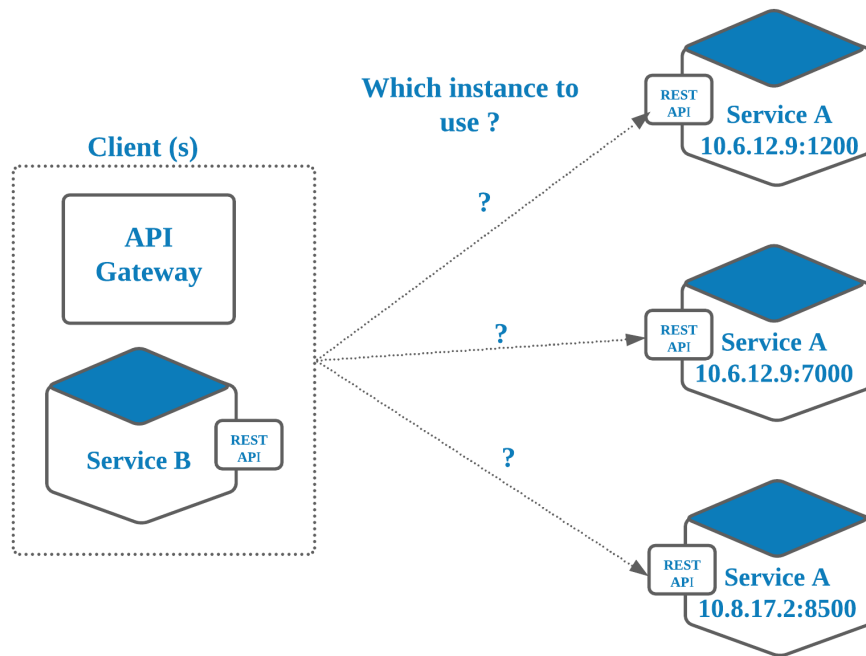 Which instance to
use ?
Client (s)
API
Gateway
Service B
REST
API
?
?
?
REST
API
Service A
10.6.12.9:1200
REST
API
Service A
10.6.12.9:7000
REST
API
Service A
10.8.17.2:8500